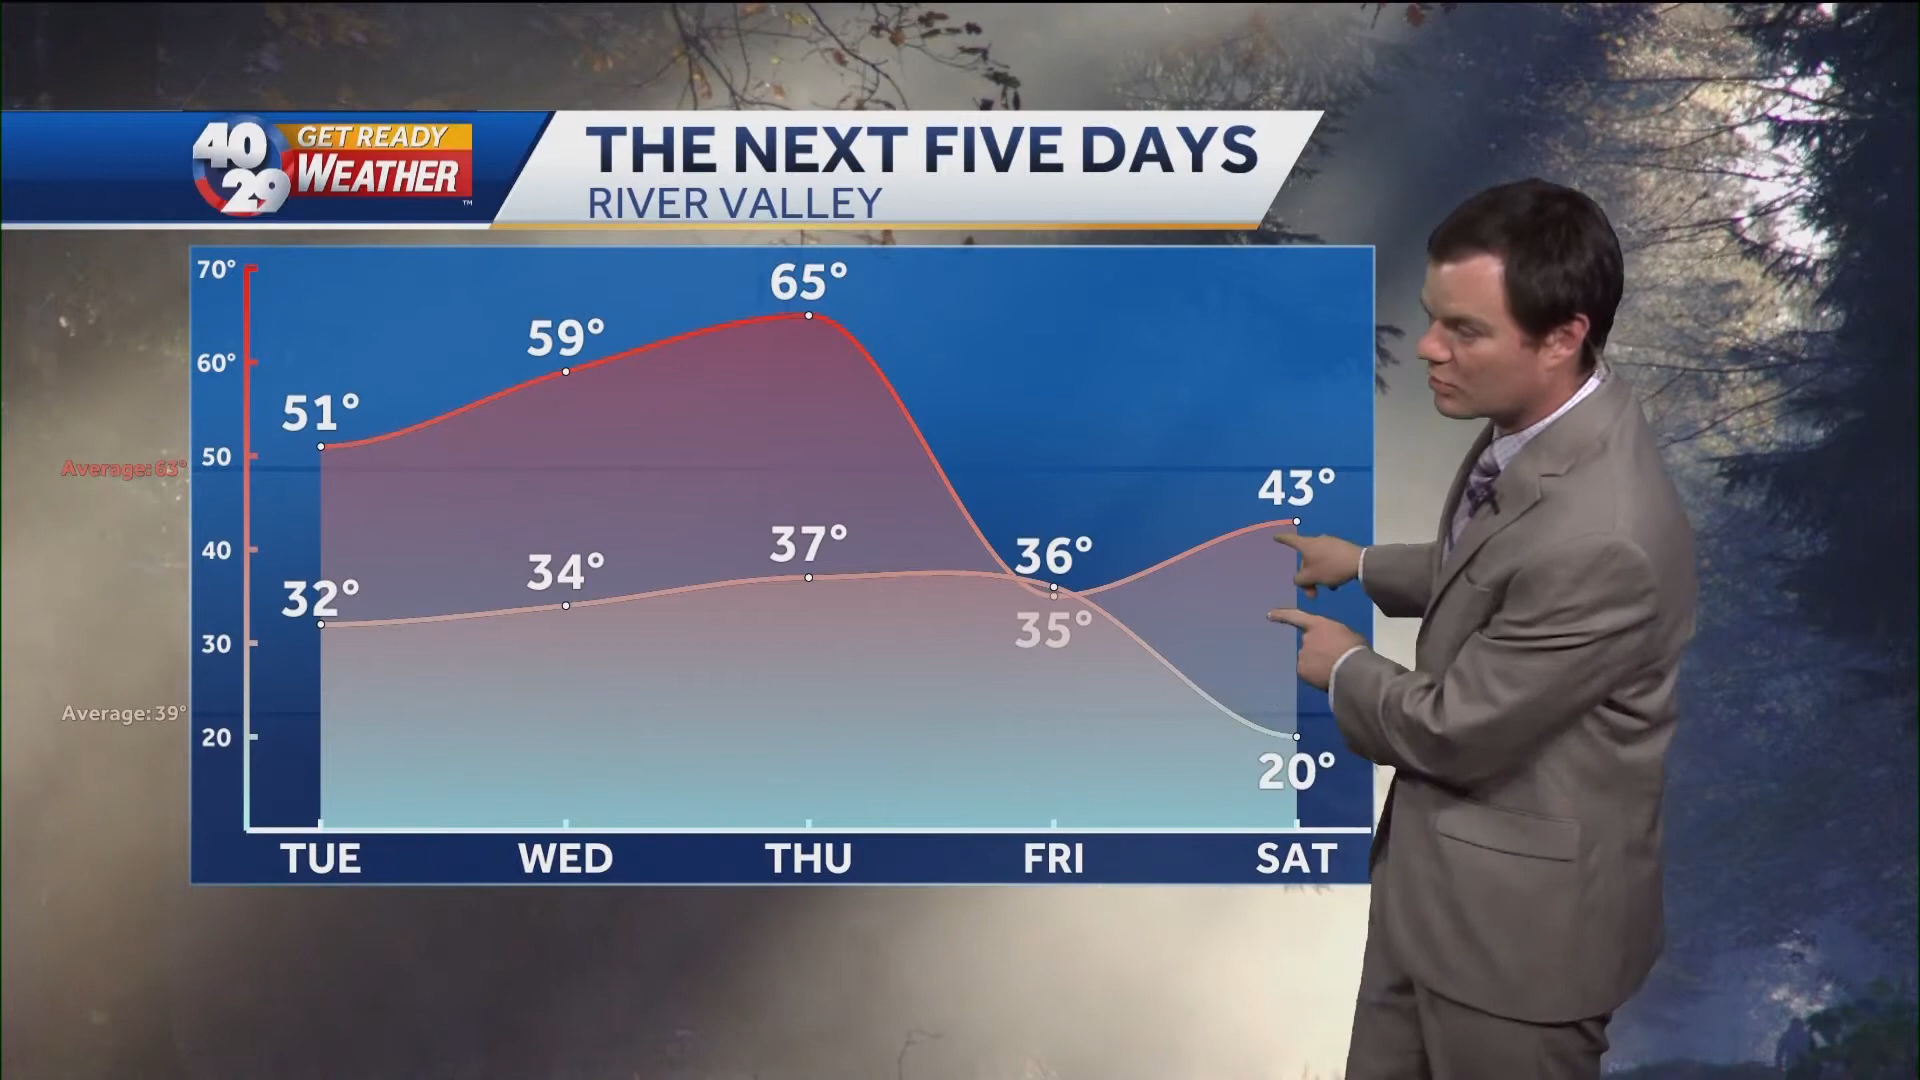 40
29
GET READY
WEATHER™
THE NEXT FIVE DAYS
RIVER VALLEY
70°
60°
50
40
30
20
Average: 63°
Average: 39°
51°
59°
65°
36°
43°
32°
34°
37°
35°
20°
TUE
WED
THU
FRI
SAT